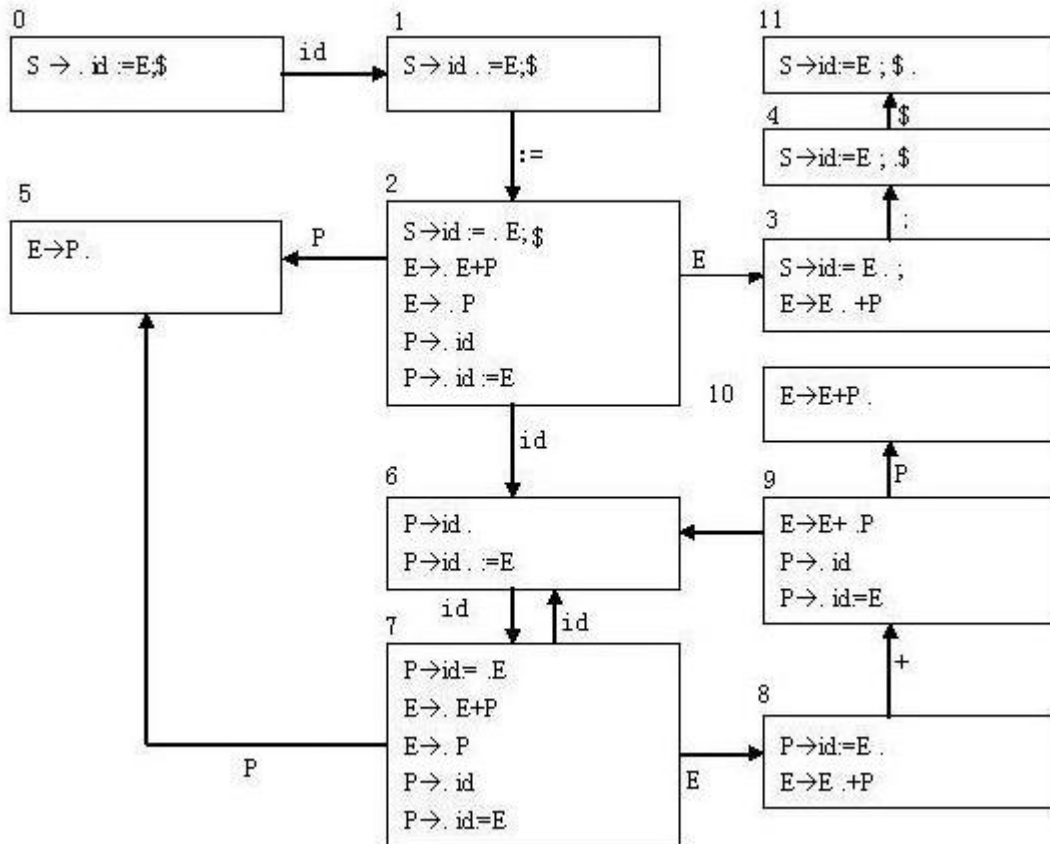 0
S → . id :=E;$
id
1
S→ id . :=E;$
11
S→id:=E ; $ .
$
4
S→id:=E ; .$
;
:=
5
E→P .
P
2
S→id := . E; $
E→. E+P
E→. P
P→. id
P→. id :=E
E
3
S→id:= E . ;
E→E . +P
id
10
E→E+P .
P
6
P→id .
P→id . :=E
9
E→E+ .P
P→. id
P→. id:=E
id
id
+
7
P→id:= .E
E→. E+P
E→. P
P→. id
P→. id:=E
P
E
8
P→id:=E .
E→E .+P